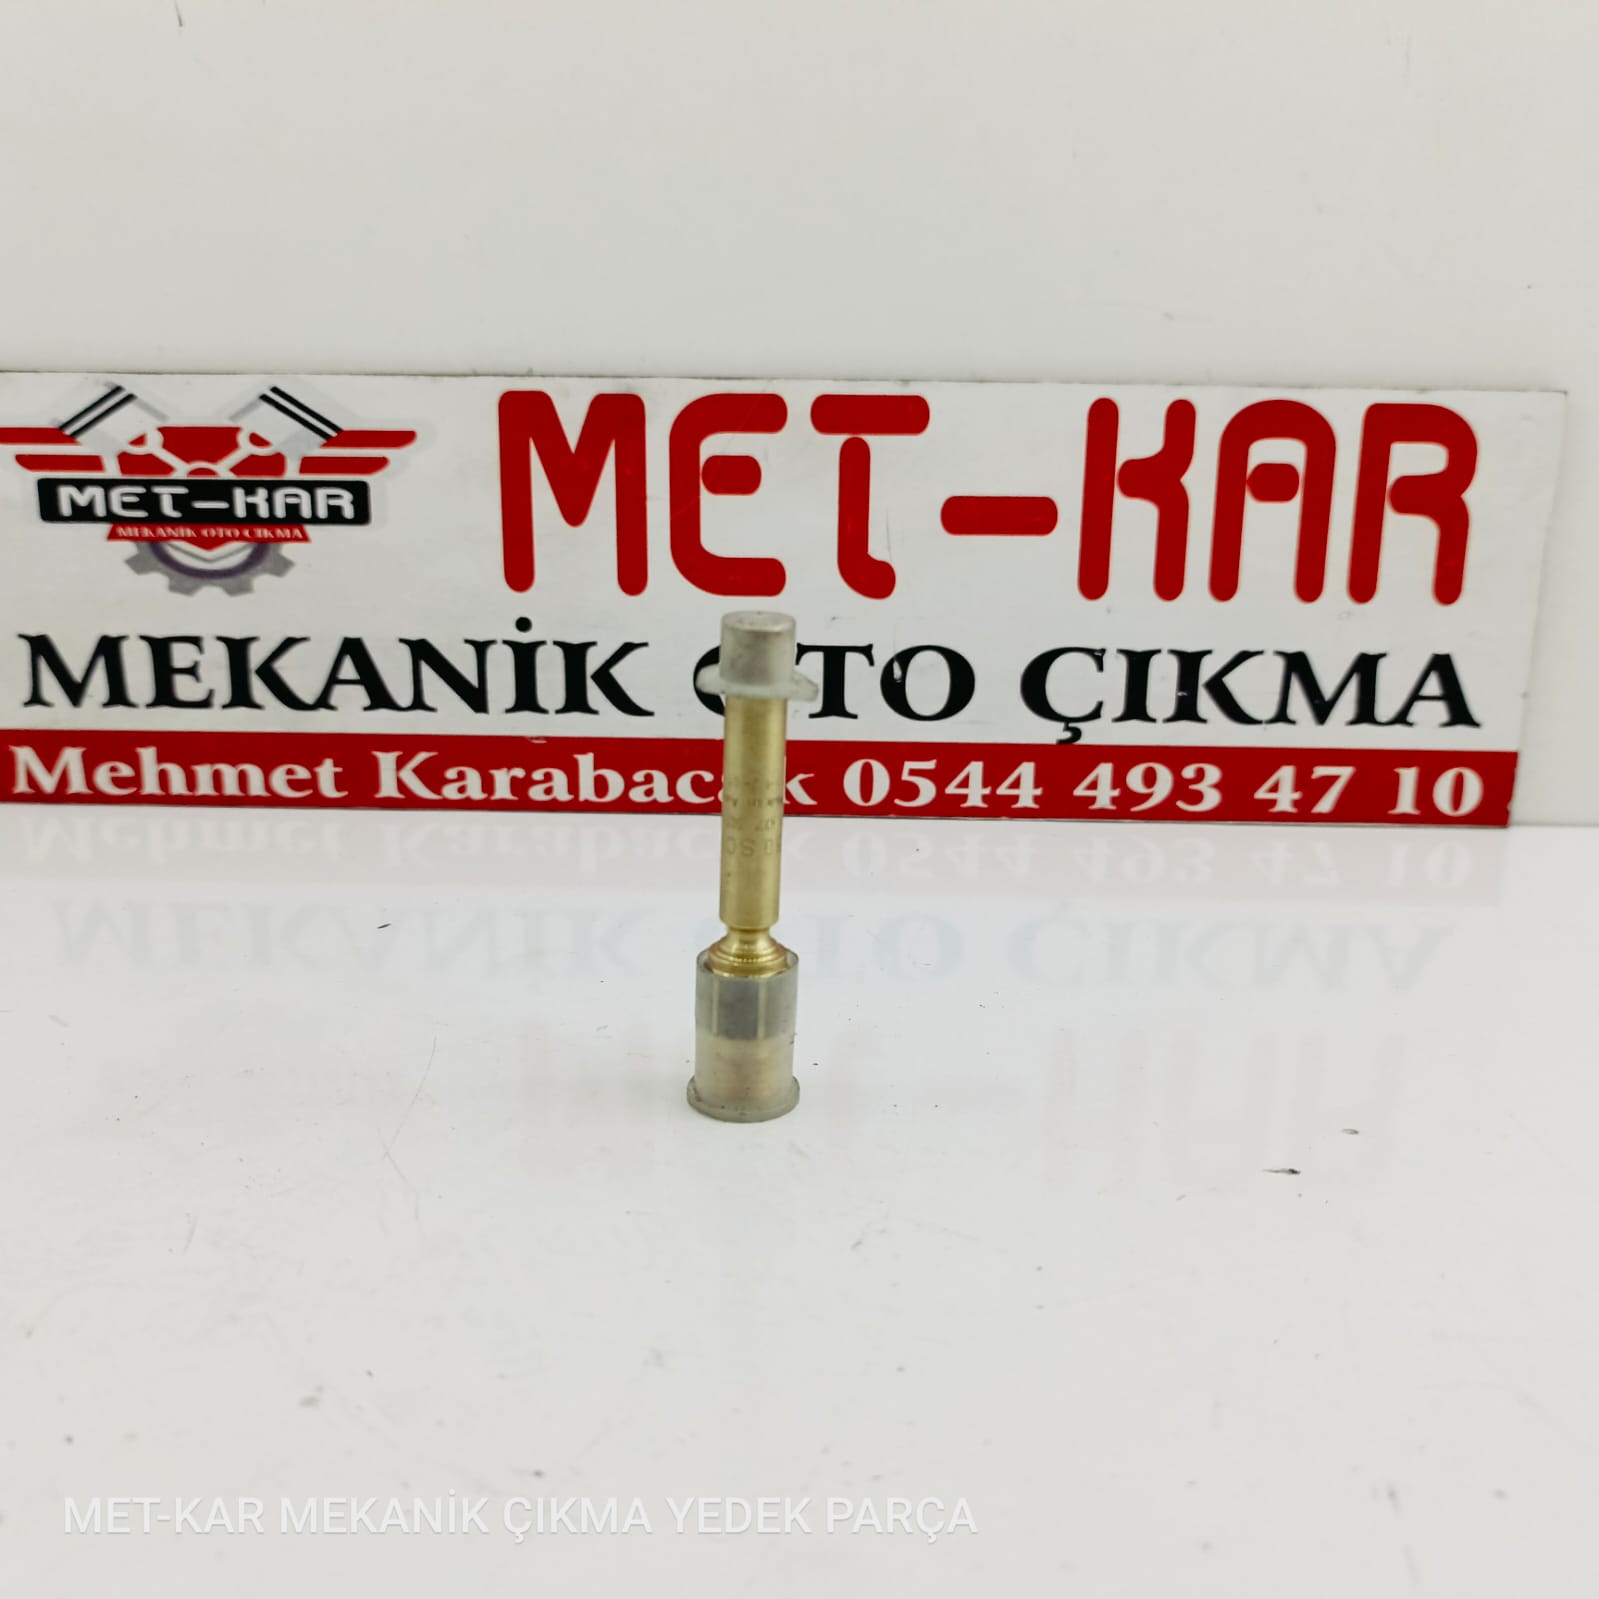 MET-KAR
MET-KAR
MEKANİK OTO ÇIKMA
MEKANİK OTO ÇIKMA
Mehmet Karabacak 0544 493 47 10
MET-KAR MEKANİK ÇIKMA YEDEK PARÇA